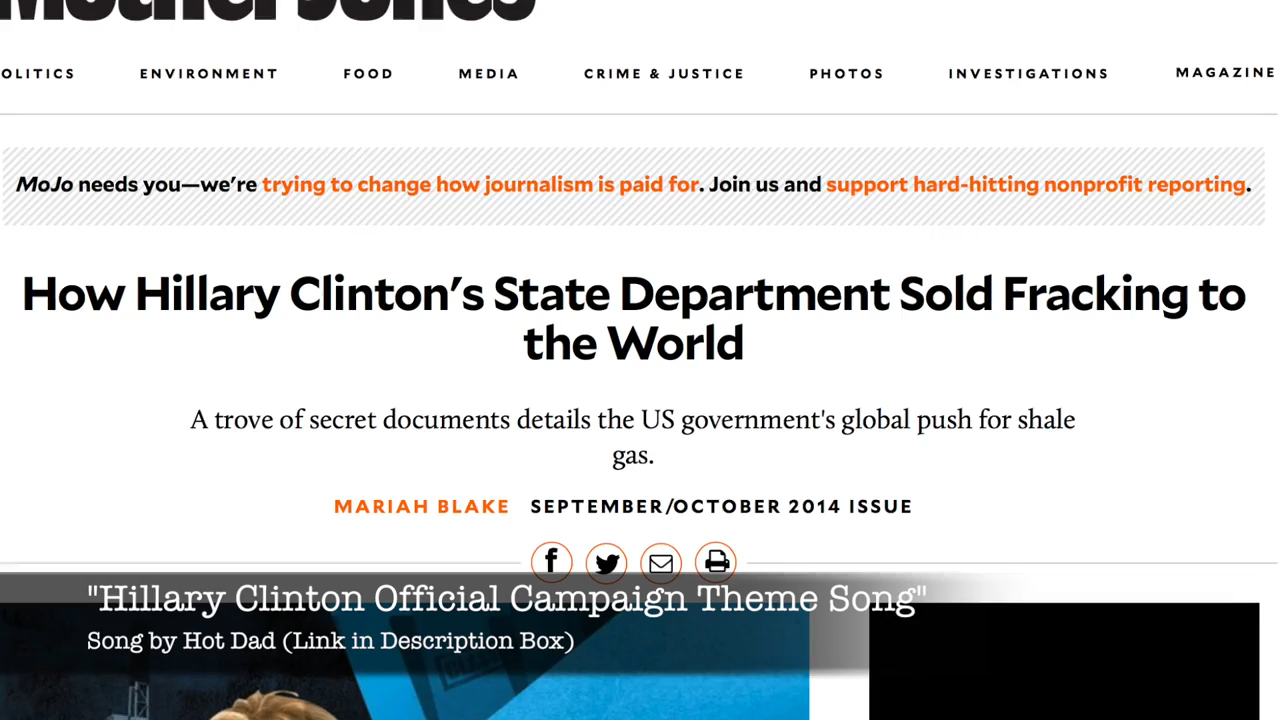 Mother Jones
OLITICS ENVIRONMENT FOOD MEDIA CRIME & JUSTICE PHOTOS INVESTIGATIONS MAGAZINE
MoJo needs you—we're trying to change how journalism is paid for. Join us and support hard-hitting nonprofit reporting.
How Hillary Clinton's State Department Sold Fracking to
the World
A trove of secret documents details the US government's global push for shale
gas.
MARIAH BLAKE SEPTEMBER/OCTOBER 2014 ISSUE
"Hillary Clinton Official Campaign Theme Song"
Song by Hot Dad (Link in Description Box)